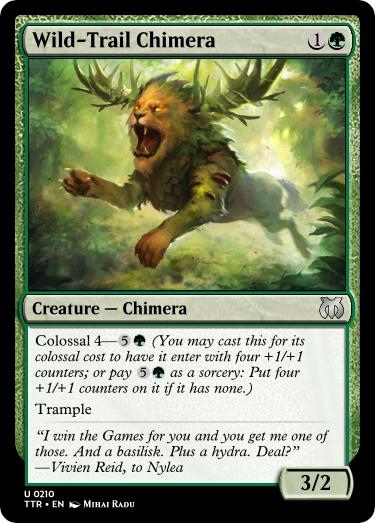 Wild-Trail Chimera 1
Creature — Chimera
Colossal 4—5 (You may cast this for its
colossal cost to have it enter with four +1/+1
counters; or pay 5 as a sorcery: Put four
+1/+1 counters on it if it has none.)
Trample
“I win the Games for you and you get me one of
those. And a basilisk. Plus a hydra. Deal?”
—Vivien Reid, to Nylea
3/2
U 0210
TTR • EN Mihai Radu